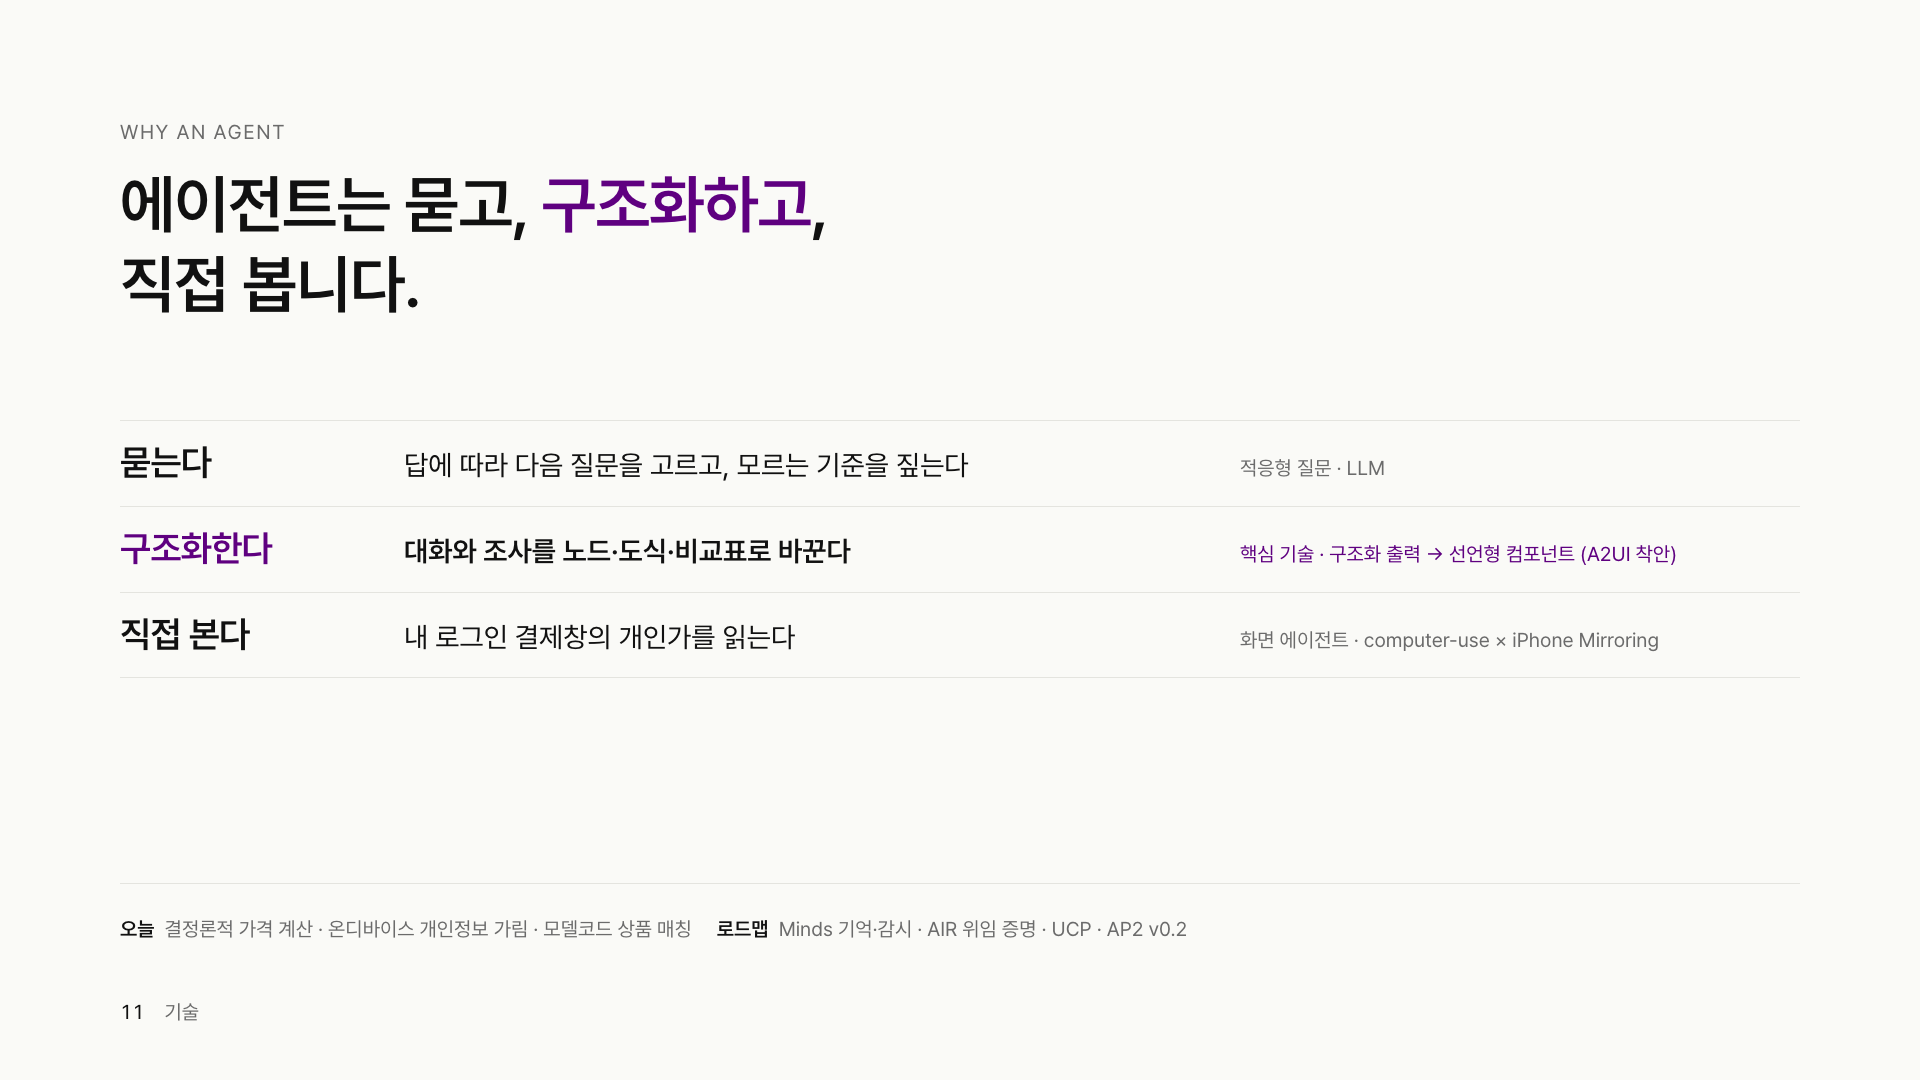 WHY AN AGENT
에이전트는 묻고, 구조화하고,
직접 봅니다.
묻는다 답에 따라 다음 질문을 고르고, 모르는 기준을 짚는다 적응형 질문 · LLM
구조화한다 대화와 조사를 노드·도식·비교표로 바꾼다 핵심 기술 · 구조화 출력 → 선언형 컴포넌트 (A2UI 착안)
직접 본다 내 로그인 결제창의 개인가를 읽는다 화면 에이전트 · computer-use × iPhone Mirroring
오늘 결정론적 가격 계산 · 온디바이스 개인정보 가림 · 모델코드 상품 매칭 로드맵 Minds 기억·감시 · AIR 위임 증명 · UCP · AP2 v0.2
11 기술